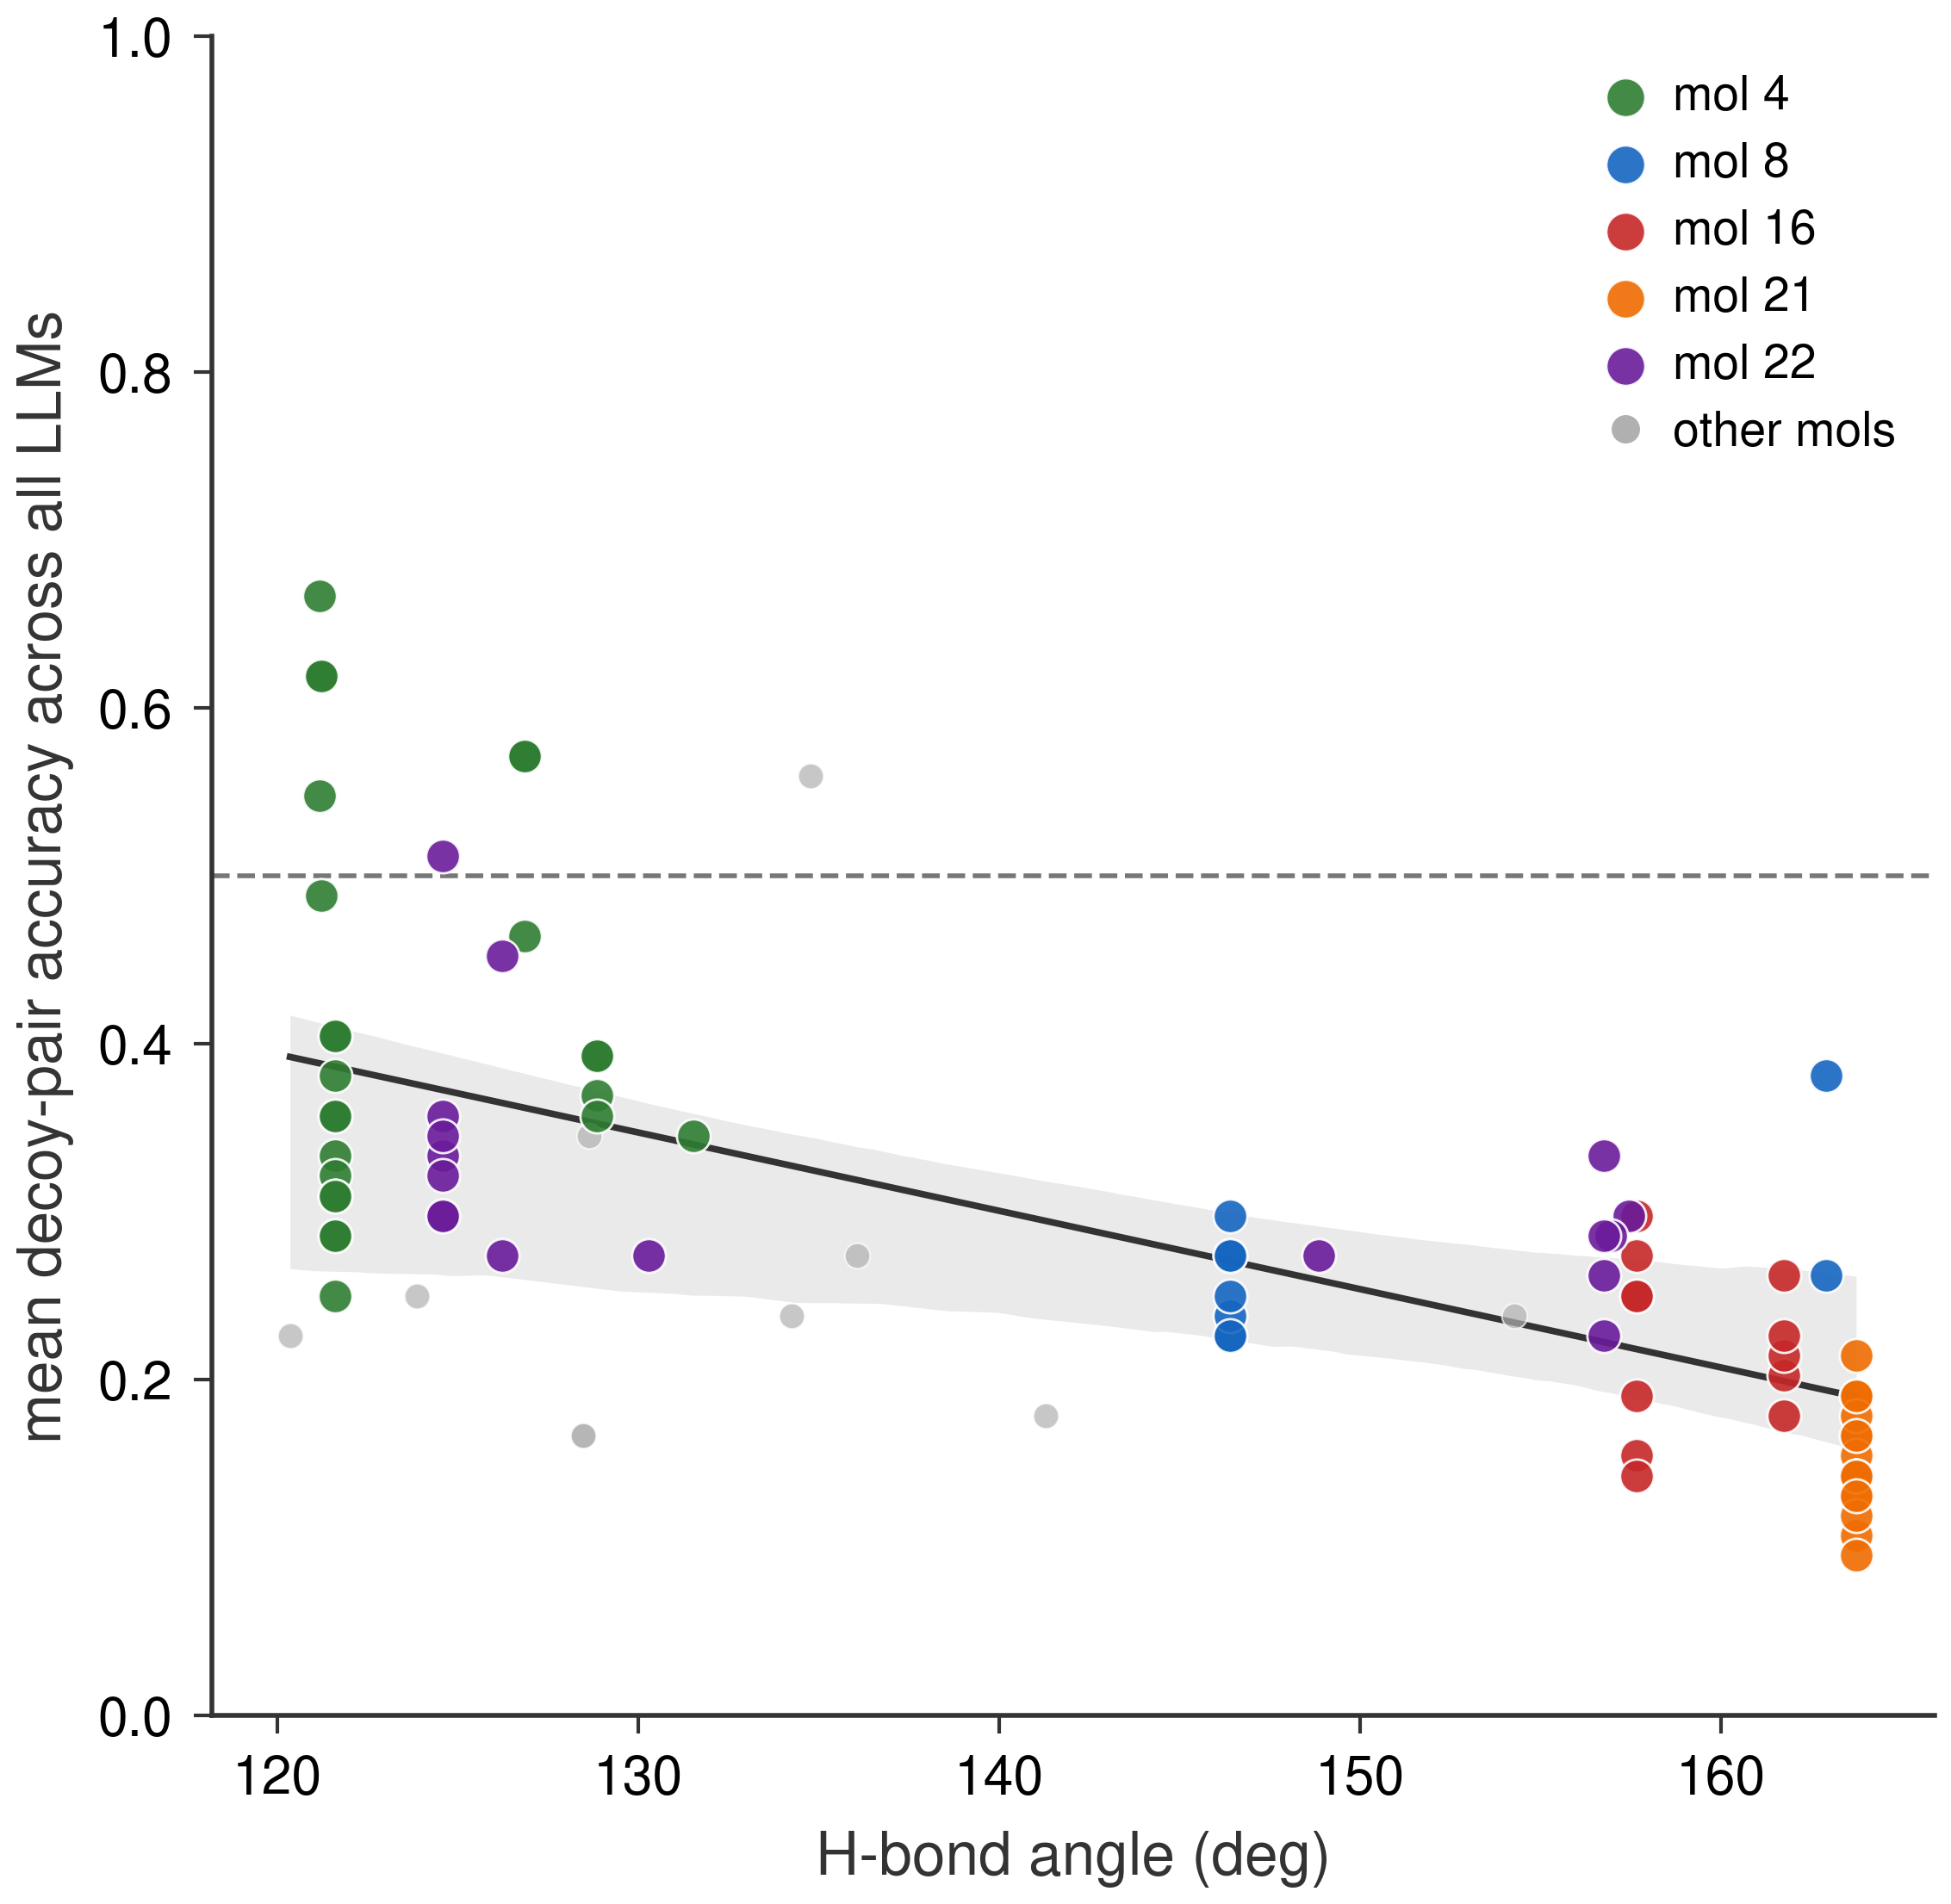 mean decoy-pair accuracy across all LLMs
1.0
0.8
0.6
0.4
0.2
0.0
mol 4
mol 8
mol 16
mol 21
mol 22
other mols
120 130 140 150 160
H-bond angle (deg)